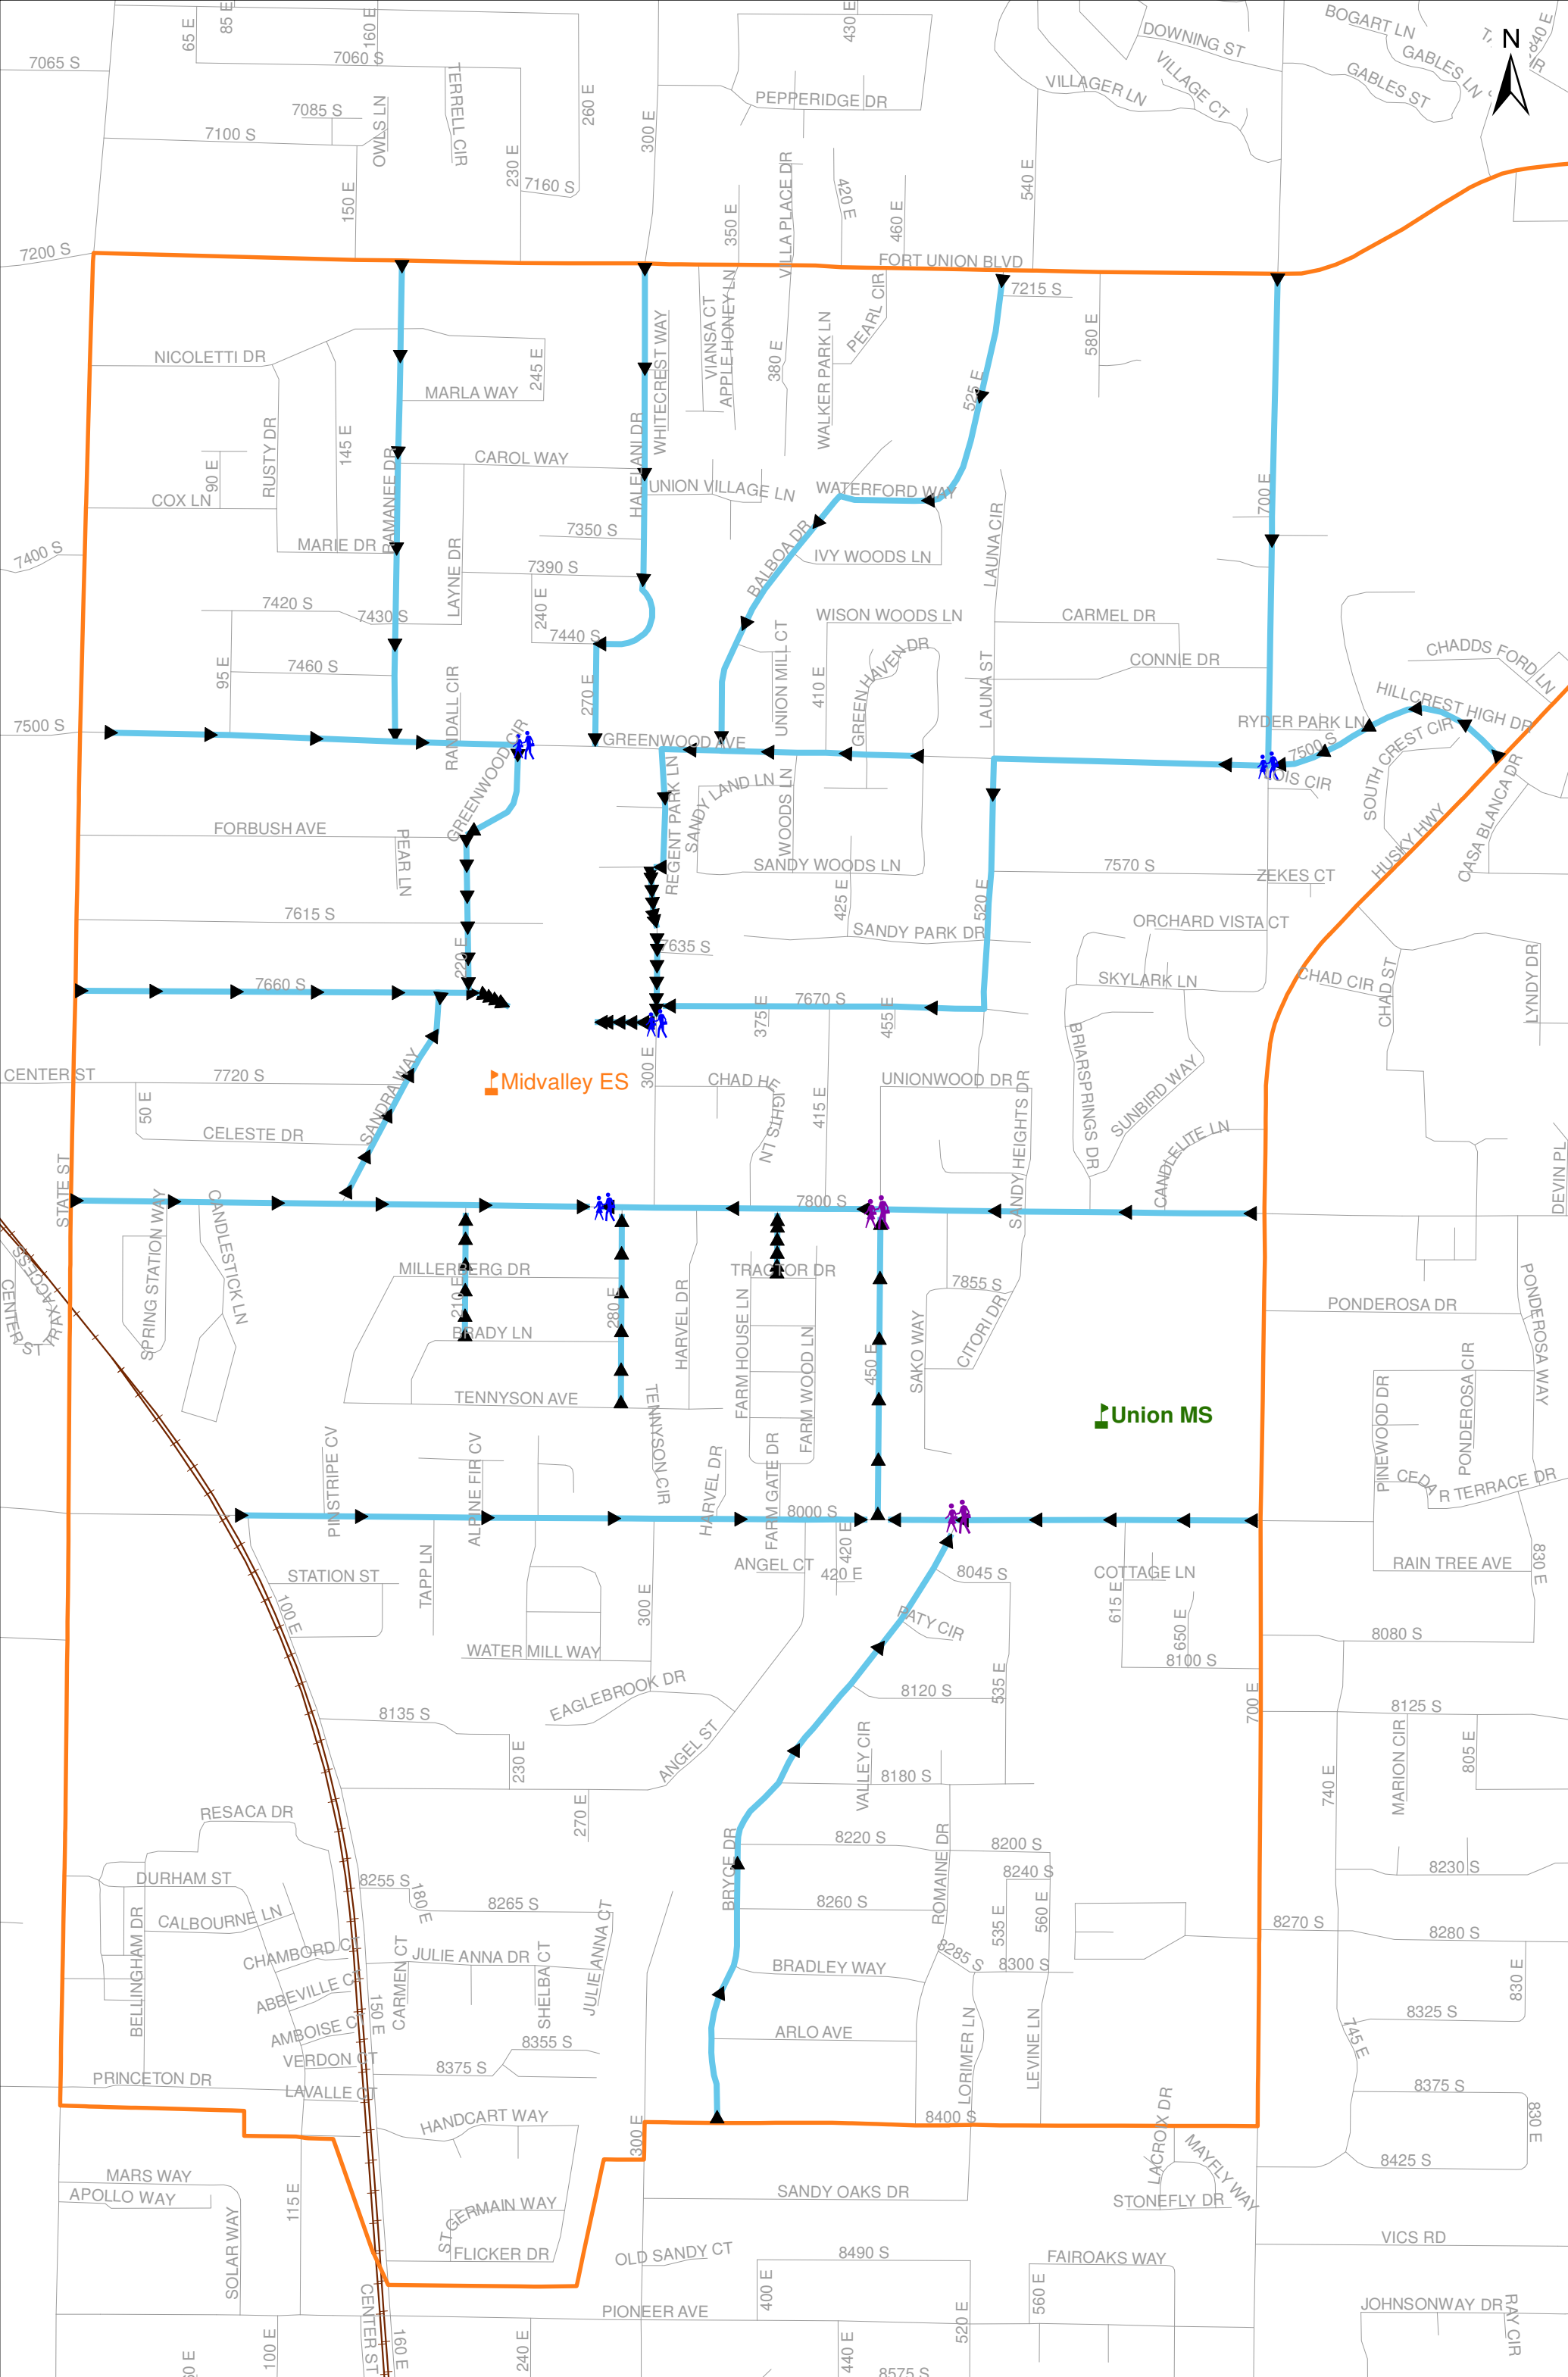 65 E
85 E
160 E
430 E
BOGART LN
N
DOWNING ST
GABLES LN
7065 S
7060 S
TERRELL CIR
260 E
VILLAGER LN
VILLAGE CT
GABLES ST
7085 S
OWLS LN
300 E
PEPPERIDGE DR
7100 S
230 E
7160 S
540 E
150 E
350 E
VILLA PLACE DR
420 E
460 E
7200 S
FORT UNION BLVD
7215 S
NICOLETTI DR
245 E
MARLA WAY
WHITECREST WAY
VIANSA CT
APPLE HONEY LN
380 E
WALKER PARK LN
PEARL CIR
525 E
580 E
RUSTY DR
145 E
RAMANEE DR
CAROL WAY
HALELANI DR
UNION VILLAGE LN
WATERFORD WAY
90 E
COX LN
700 E
7350 S
LAUNA CIR
7400 S
MARIE DR
LAYNE DR
7390 S
BALBOA DR
IVY WOODS LN
7420 S
7430 S
240 E
7440 S
WISON WOODS LN
CARMEL DR
95 E
7460 S
RANDALL CIR
270 E
UNION MILL CT
410 E
GREEN HAVEN DR
LAUNA ST
CONNIE DR
CHADDS FORD LN
HILLCREST HIGH DR
7500 S
GREENWOOD AVE
RYDER PARK LN
7500 S
SOUTH CREST CIR
GREENWOOD CIR
REGENT PARK LN
SANDY LAND LN
WOODS LN
CASA BLANCA DR
FORBUSH AVE
PEAR LN
SANDY WOODS LN
7570 S
ZEKES CT
HUSKY HWY
7615 S
425 E
520 E
ORCHARD VISTA CT
220 E
7635 S
SANDY PARK DR
7660 S
SKYLARK LN
CHAD CIR
CHAD ST
LYNDY DR
7670 S
375 E
455 E
CENTER ST
7720 S
Midvalley ES
300 E
CHAD HEIGHTS LN
UNIONWOOD DR
BRIARSPRINGS DR
SUNBIRD WAY
50 E
SANDRA WAY
415 E
CELESTE DR
SANDY HEIGHTS DR
CANDLELITE LN
DEVIN PL
STATE ST
7800 S
SPRING STATION WAY
CANDLESTICK LN
TRAX ACCESS
CENTER ST
MILLERBERG DR
210 E
280 E
TRACTOR DR
7855 S
BRADY LN
HARVEL DR
FARM HOUSE LN
FARM WOOD LN
450 E
SAKO WAY
CITORI DR
PONDEROSA DR
PONDEROSA WAY
TENNYSON AVE
TENNYSON CIR
Union MS
PINEWOOD DR
PONDEROSA CIR
PINSTRIPE CV
ALPINE FIR CV
HARVEL DR
FARM GATE DR
CEDAR TERRACE DR
8000 S
TAPP LN
300 E
ANGEL CT
420 E
420 E
8045 S
COTTAGE LN
RAIN TREE AVE
830 E
STATION ST
100 E
PATY CIR
615 E
650 E
WATER MILL WAY
8100 S
8080 S
EAGLEBROOK DR
8120 S
535 E
700 E
8135 S
8125 S
230 E
ANGEL ST
VALLEY CIR
8180 S
740 E
MARION CIR
805 E
RESACA DR
270 E
8220 S
8200 S
DURHAM ST
8255 S
180 E
BRYCE DR
8240 S
8230 S
CALBOURNE LN
8265 S
8260 S
ROMAINE DR
535 E
560 E
8270 S
8280 S
BELLINGHAM DR
CHAMBORD CT
JULIE ANNA DR
JULIE ANNA CT
8285 S
8300 S
ABBEVILLE CT
CARMEN CT
SHELBA CT
BRADLEY WAY
830 E
AMBOISE CT
150 E
8325 S
VERDON CT
8355 S
ARLO AVE
LORIMER LN
LEVINE LN
745 E
PRINCETON DR
8375 S
LAVALLE CT
8375 S
HANDCART WAY
300 E
8400 S
LACROIX DR
830 E
MARS WAY
MAYFLY WAY
8425 S
APOLLO WAY
115 E
SANDY OAKS DR
STONEFLY DR
SOLAR WAY
ST GERMAIN WAY
FLICKER DR
OLD SANDY CT
8490 S
FAIROAKS WAY
VICS RD
CENTER ST
400 E
560 E
PIONEER AVE
JOHNSONWAY DR
RAY CIR
100 E
160 E
240 E
440 E
520 E
8575 S